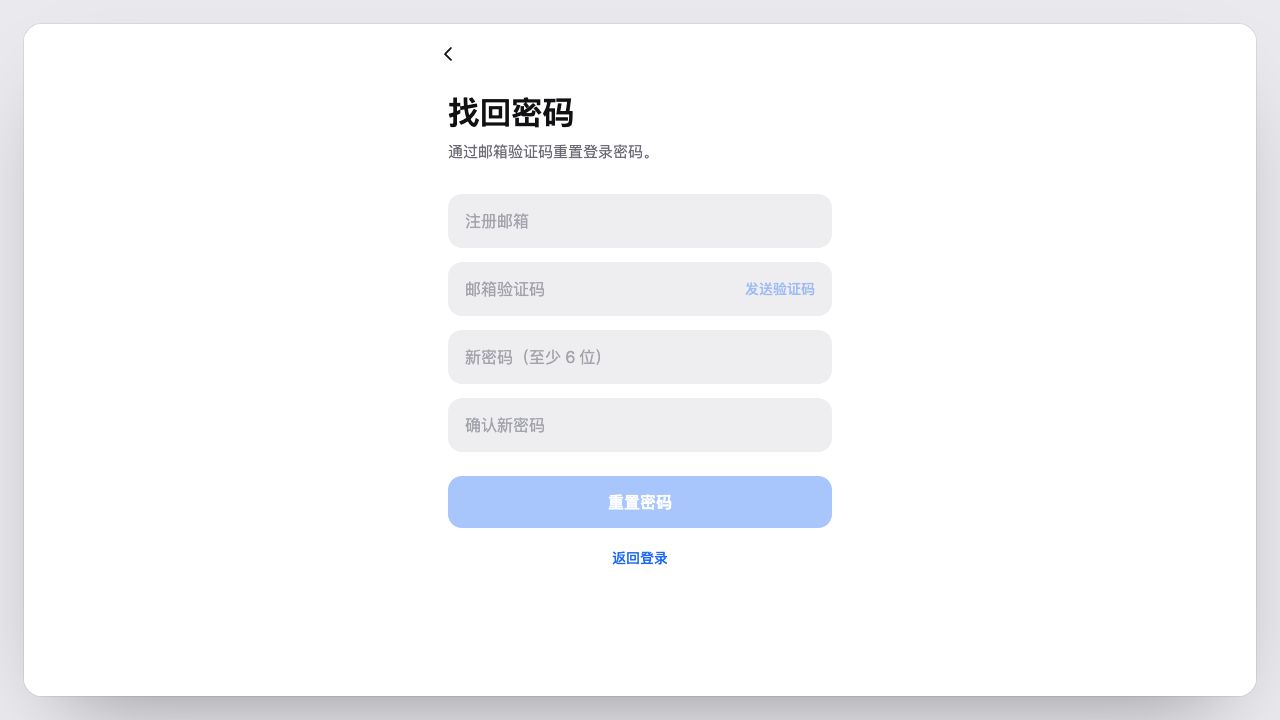 找回密码
通过邮箱验证码重置登录密码。
注册邮箱
邮箱验证码 发送验证码
新密码（至少 6 位）
确认新密码
重置密码
返回登录